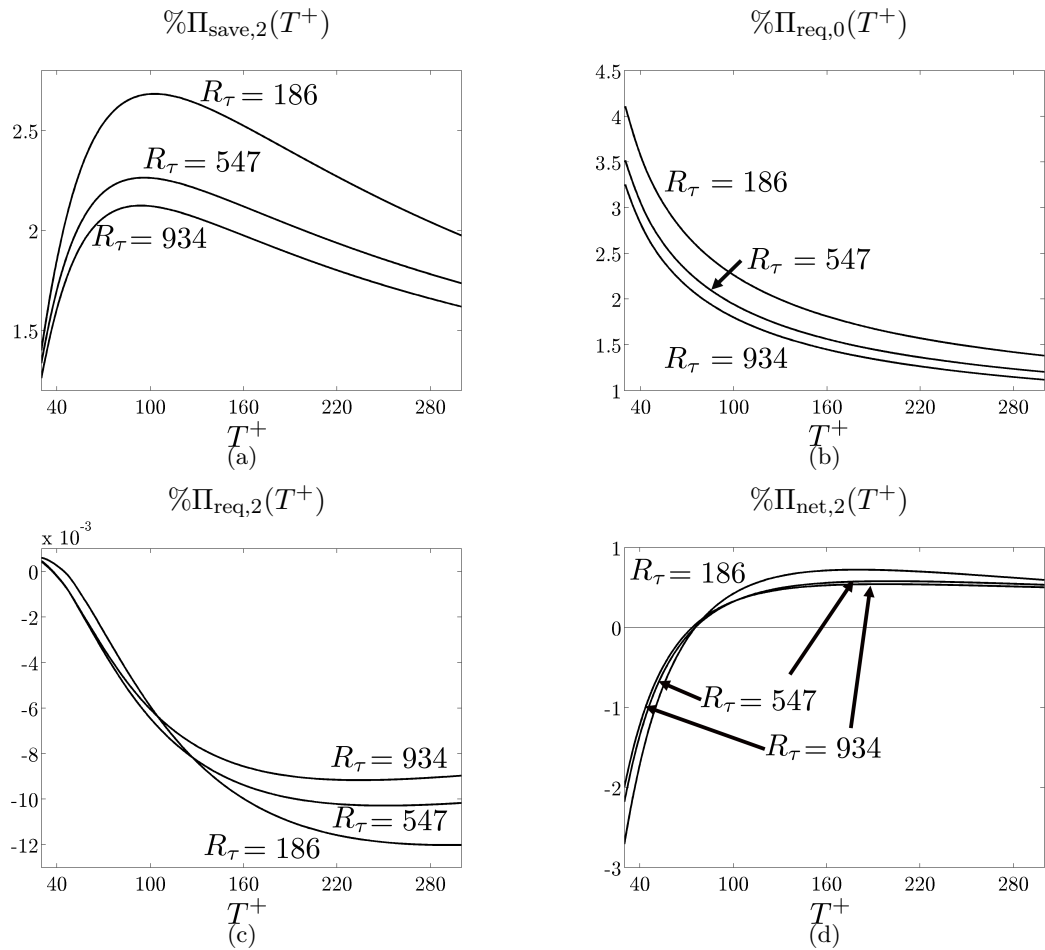 %Π_save,2(T⁺)
R_τ = 186
2.5
R_τ = 547
2
R_τ = 934
1.5
40 100 160 220 280
T⁺
(a)
%Π_req,0(T⁺)
4.5
4
3.5
R_τ = 186
3
2.5
R_τ = 547
2
1.5
R_τ = 934
1
40 100 160 220 280
T⁺
(b)
%Π_req,2(T⁺)
x 10⁻³
0
-2
-4
-6
-8
R_τ = 934
-10
R_τ = 547
R_τ = 186
-12
40 100 160 220 280
T⁺
(c)
%Π_net,2(T⁺)
1
R_τ = 186
0
-1
R_τ = 547
R_τ = 934
-2
-3
40 100 160 220 280
T⁺
(d)